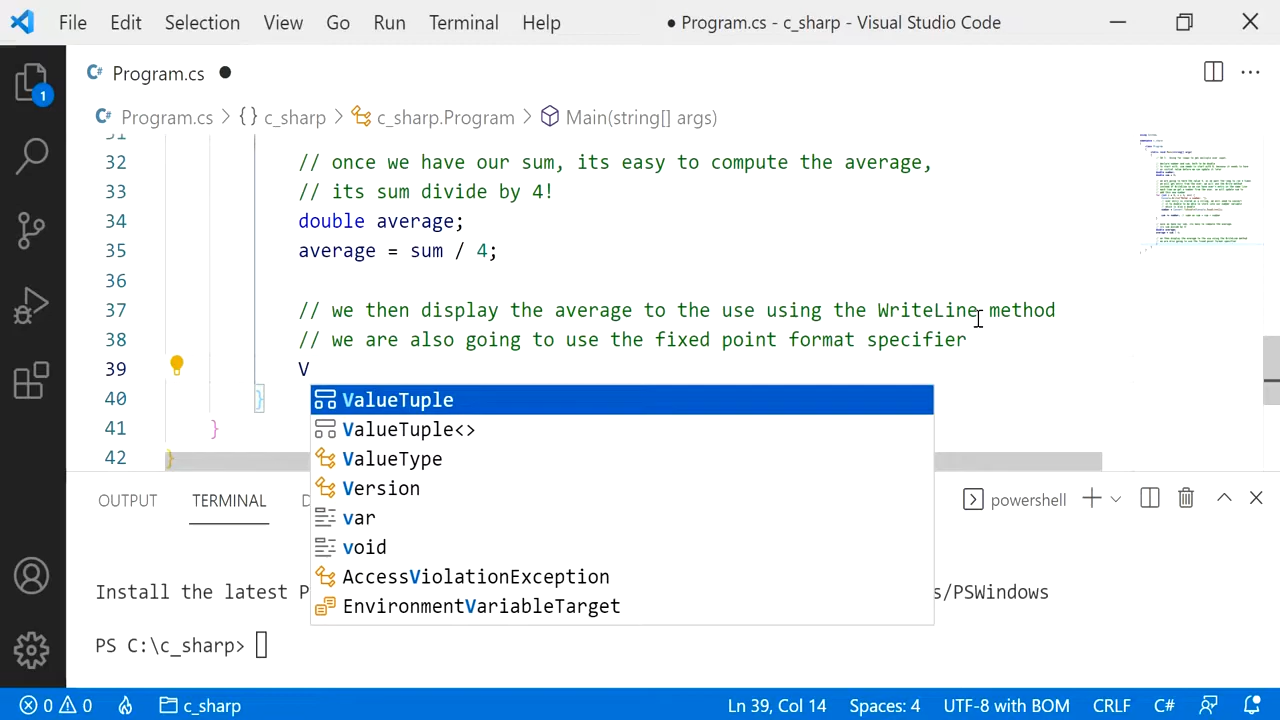 File Edit Selection View Go Run Terminal Help ● Program.cs - c_sharp - Visual Studio Code
Program.cs ●
Program.cs > {} c_sharp > c_sharp.Program > Main(string[] args)
1
31
32 // once we have our sum, its easy to compute the average,
33 // its sum divide by 4!
34 double average;
35 average = sum / 4;
36
37 // we then display the average to the use using the WriteLine method
38 // we are also going to use the fixed point format specifier
39 V
40 }
41 }
42 }
ValueTuple
ValueTuple<>
ValueType
Version
var
void
AccessViolationException
EnvironmentVariableTarget
OUTPUT TERMINAL D powershell
Install the latest P s/PSWindows
PS C:\c_sharp>
0 0 c_sharp Ln 39, Col 14 Spaces: 4 UTF-8 with BOM CRLF C#